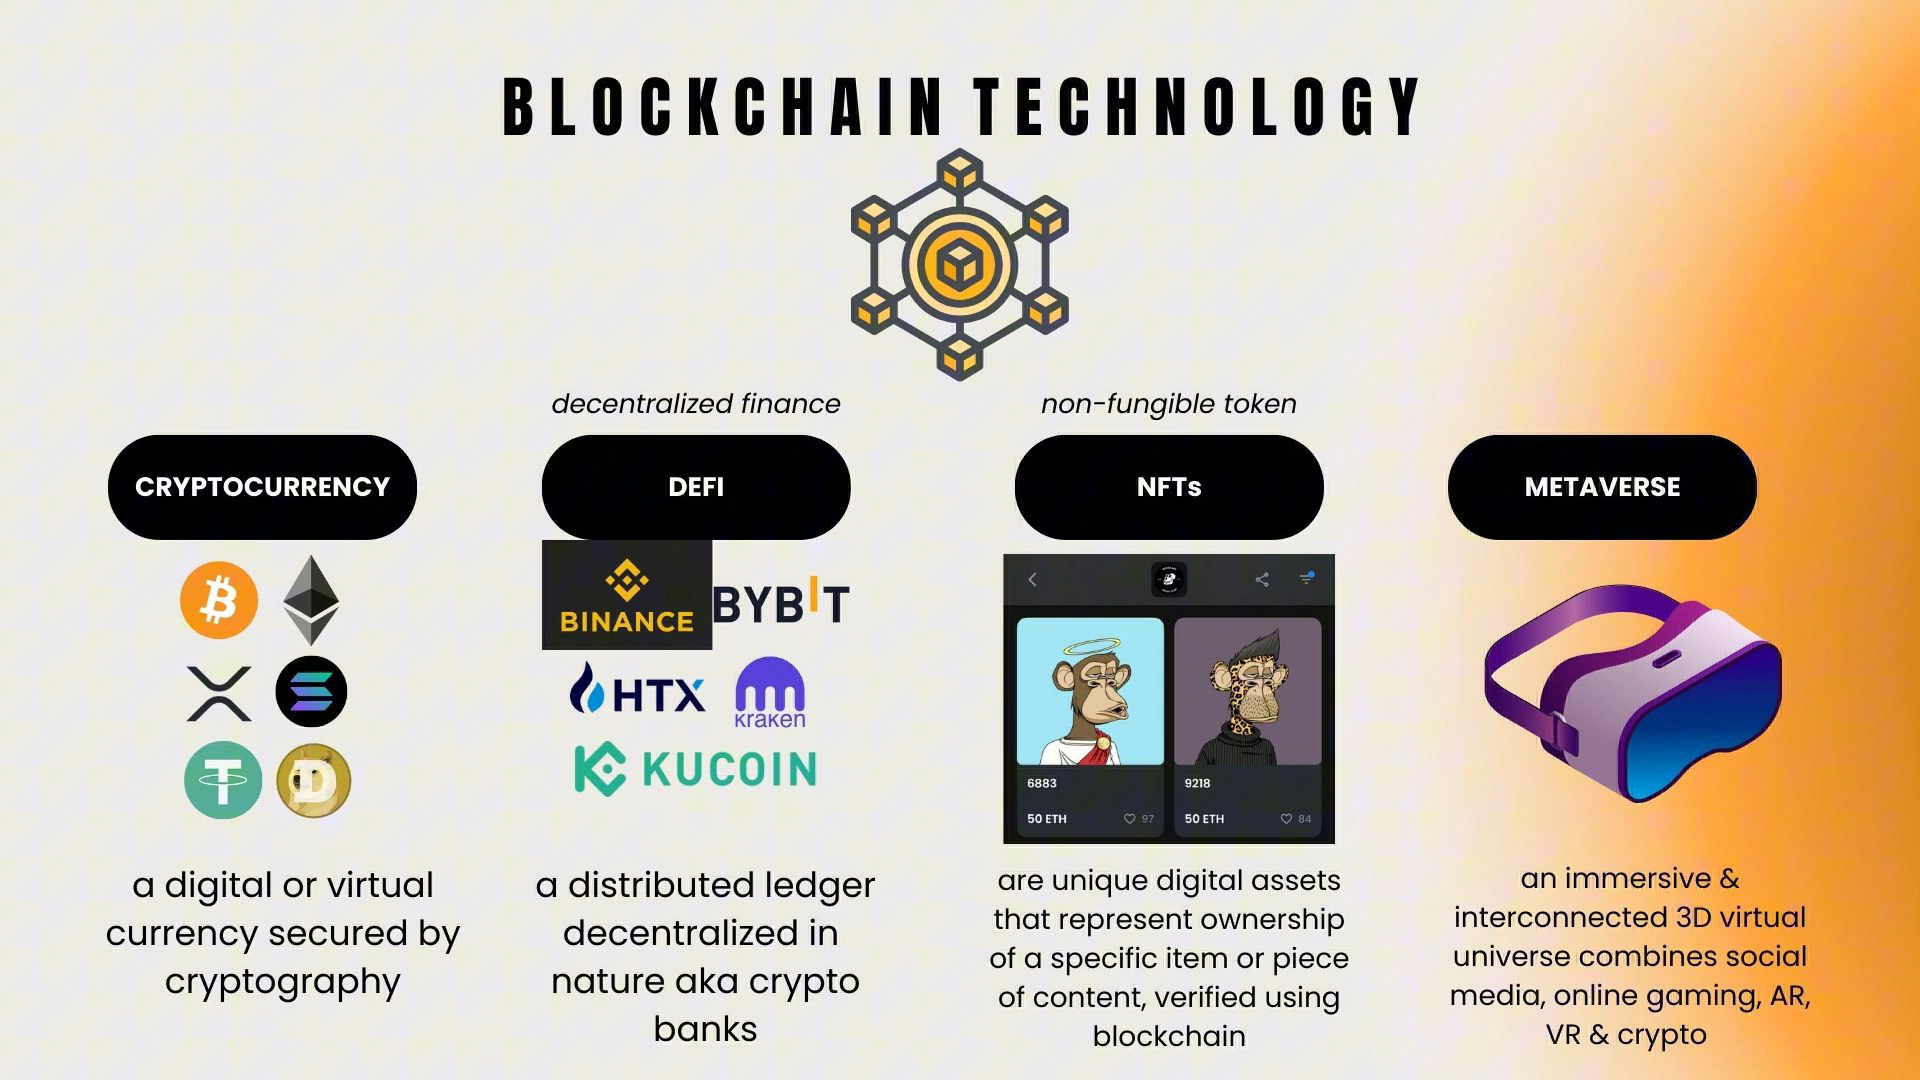 BLOCKCHAIN TECHNOLOGY
decentralized finance
non-fungible token
CRYPTOCURRENCY
DEFI
NFTs
METAVERSE
BINANCE
BYBIT
HTX
kraken
KUCOIN
6883
50 ETH
97
9218
50 ETH
84
a digital or virtual
currency secured by
cryptography
a distributed ledger
decentralized in
nature aka crypto
banks
are unique digital assets
that represent ownership
of a specific item or piece
of content, verified using
blockchain
an immersive &
interconnected 3D virtual
universe combines social
media, online gaming, AR,
VR & crypto